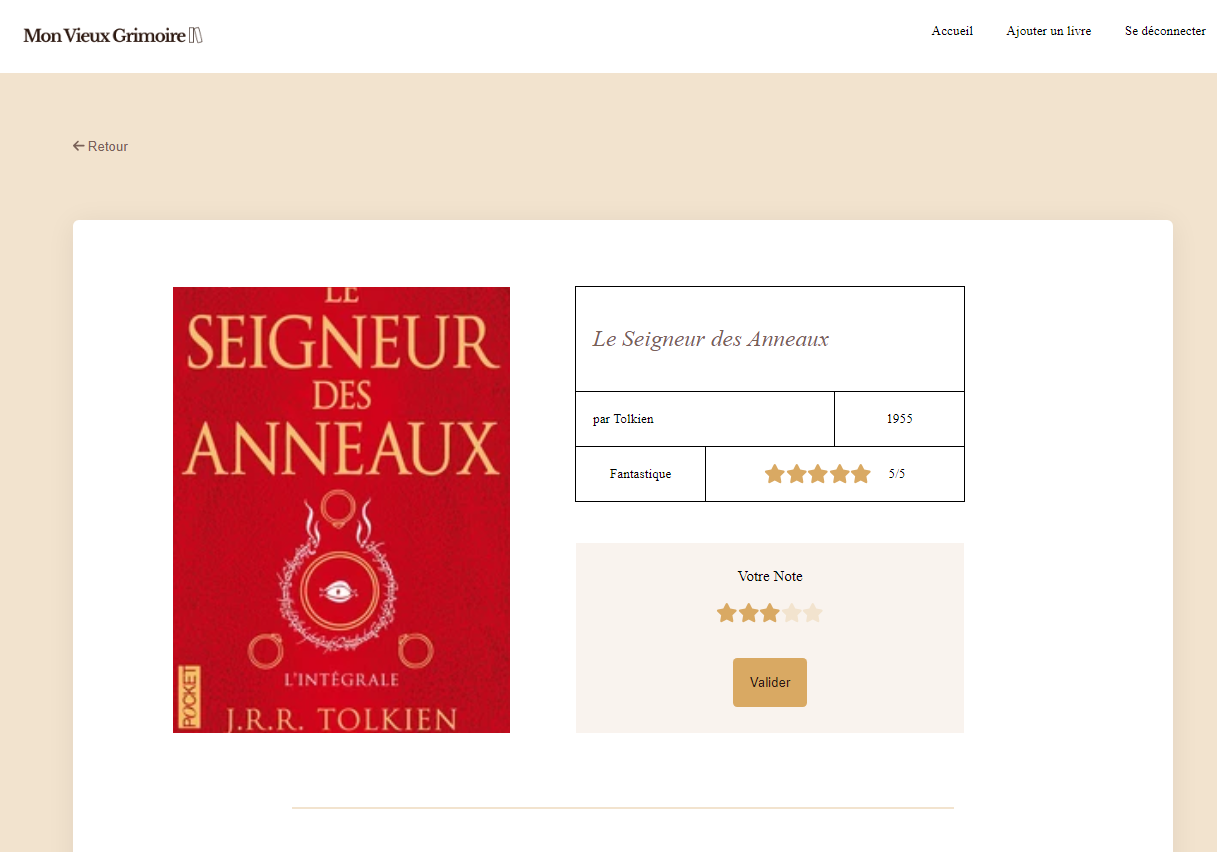 Mon Vieux Grimoire
Accueil
Ajouter un livre
Se déconnecter
Retour
LE
SEIGNEUR
DES
ANNEAUX
L'INTÉGRALE
POCKET
J.R.R. TOLKIEN
Le Seigneur des Anneaux
par Tolkien
1955
Fantastique
5/5
Votre Note
Valider